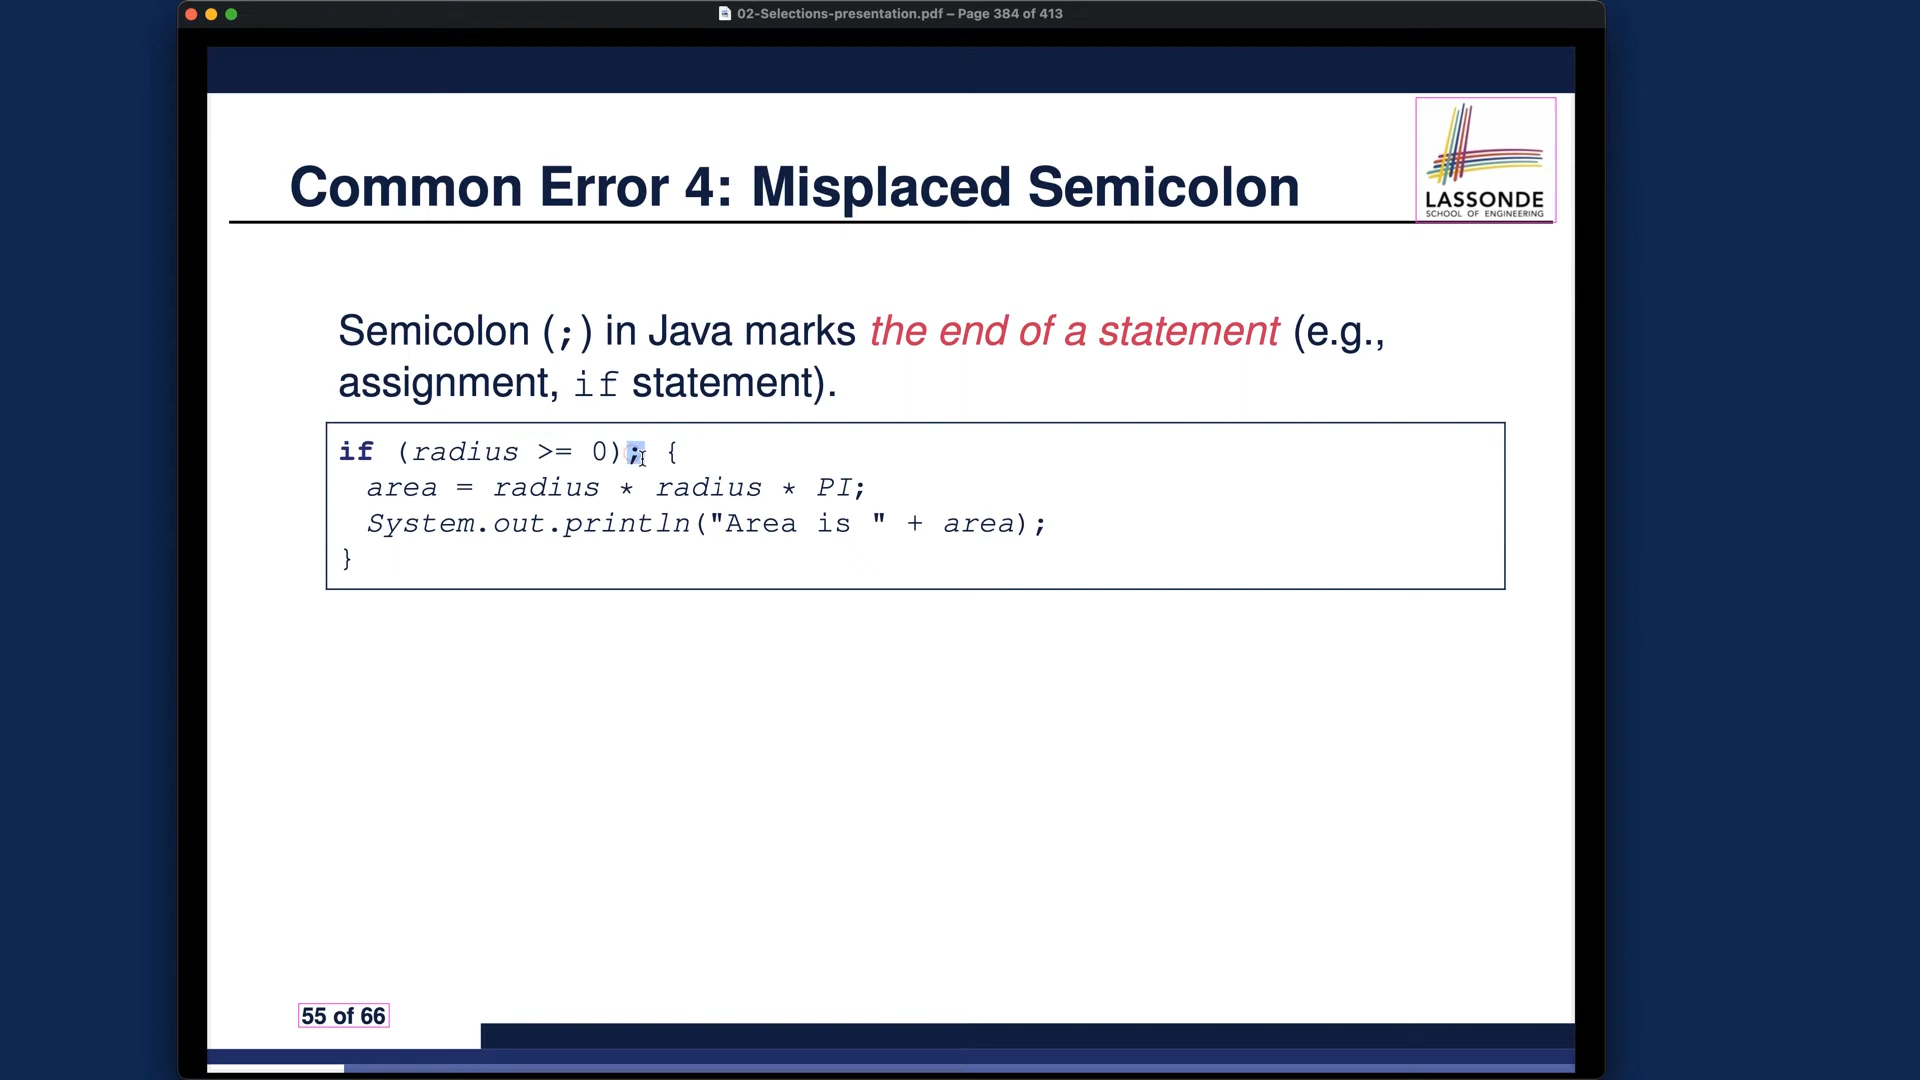 02-Selections-presentation.pdf – Page 384 of 413
Common Error 4: Misplaced Semicolon
LASSONDE
SCHOOL OF ENGINEERING
Semicolon (;) in Java marks the end of a statement (e.g.,
assignment, if statement).
if (radius >= 0); {
area = radius * radius * PI;
System.out.println("Area is " + area);
}
55 of 66